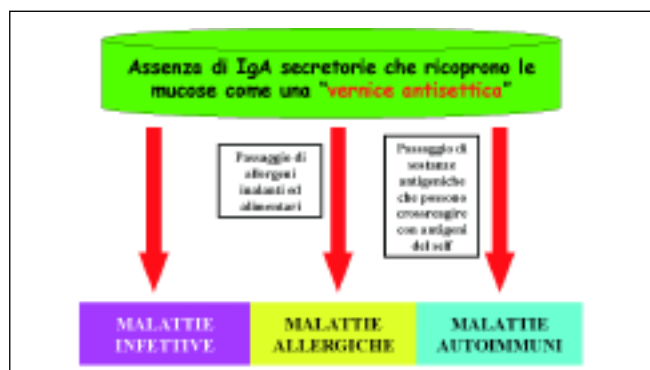 Assenza di IgA secretorie che ricoprono le
mucose come una "vernice antisettica"
Passaggio di
allergeni
inalanti ed
alimentari
Passaggio di
sostanze
antigeniche
che possono
crossreagire
con antigeni
del self
MALATTIE
INFETTIVE
MALATTIE
ALLERGICHE
MALATTIE
AUTOIMMUNI